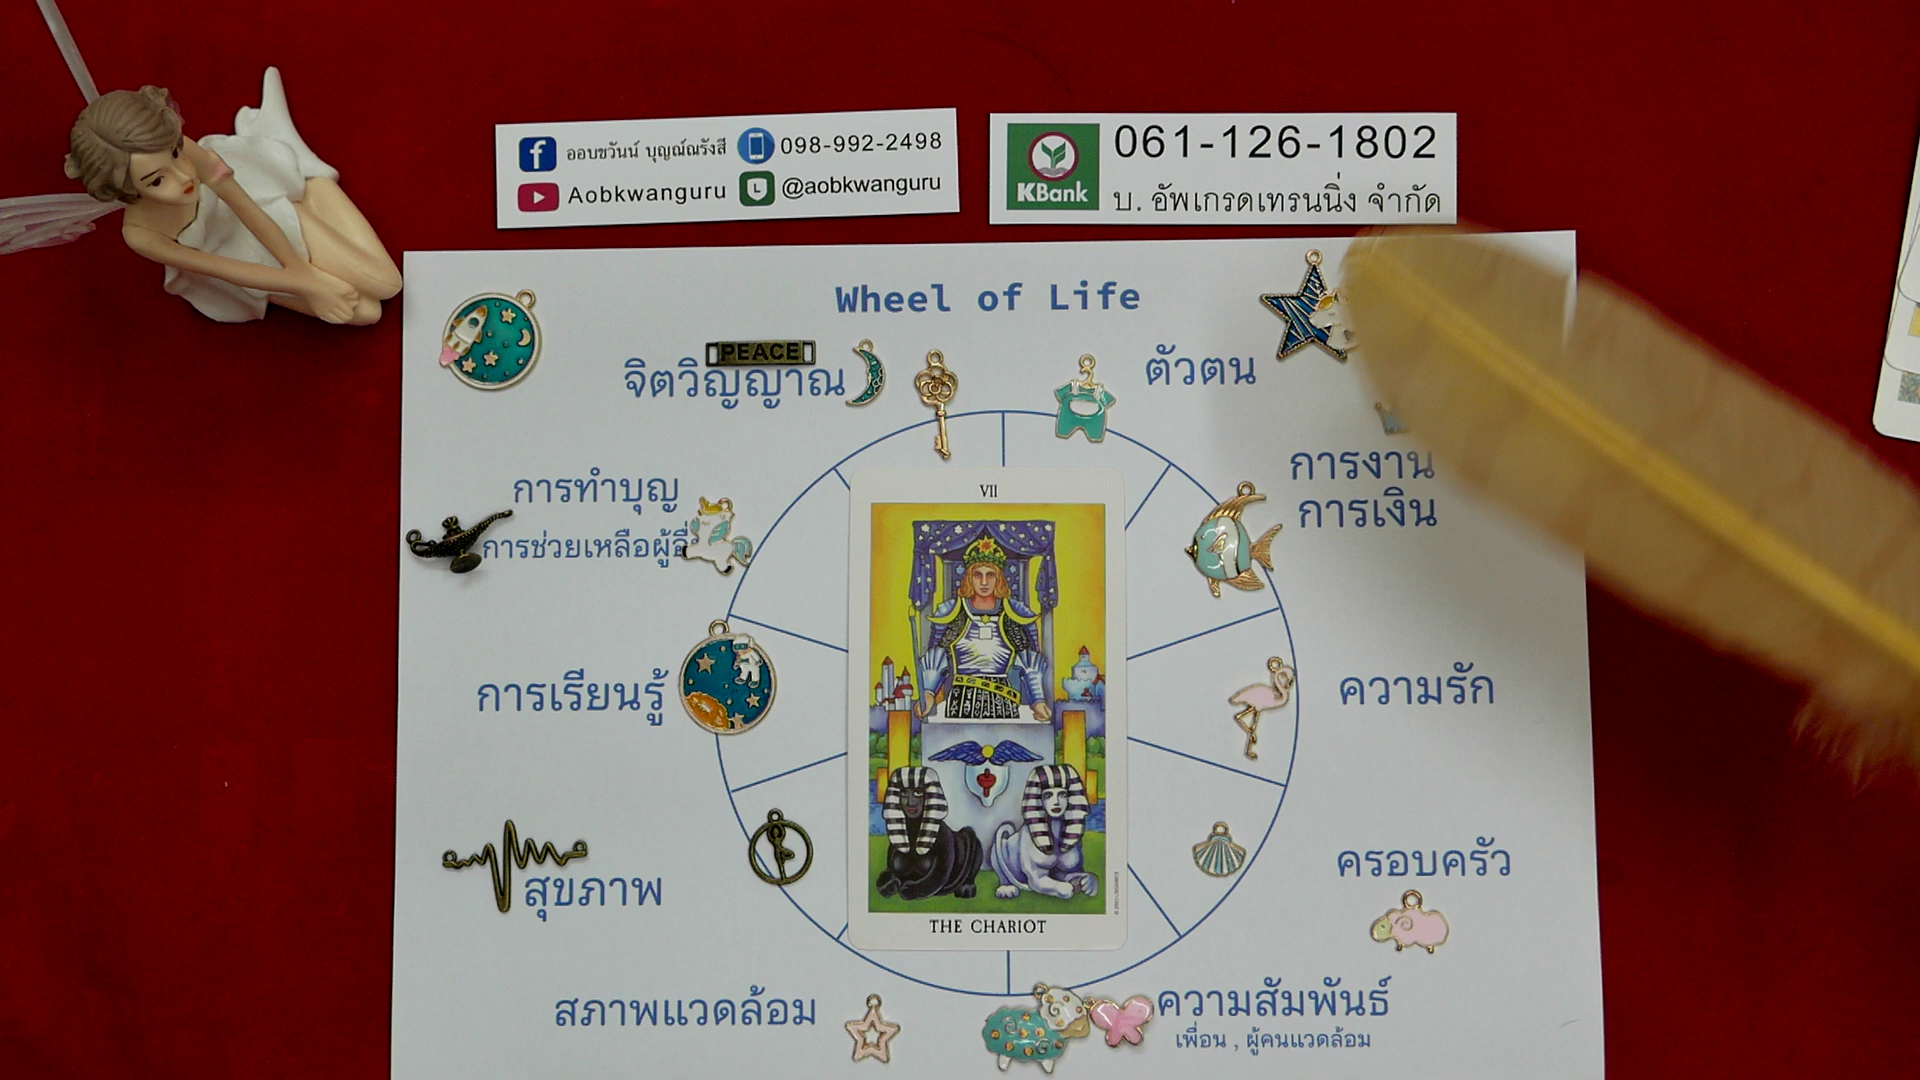 ออบขวันน์ บุญณ์ณรังสี 098-992-2498
Aobkwanguru @aobkwanguru
KBank 061-126-1802
บ. อัพเกรดเทรนนิ่ง จำกัด
Wheel of Life
PEACE
จิตวิญญาณ
ตัวตน
การงาน
การเงิน
การทำบุญ
การช่วยเหลือผู้อื่
VII
การเรียนรู้
ความรัก
สุขภาพ
ครอบครัว
THE CHARIOT
สภาพแวดล้อม
ความสัมพันธ์
เพื่อน , ผู้คนแวดล้อม